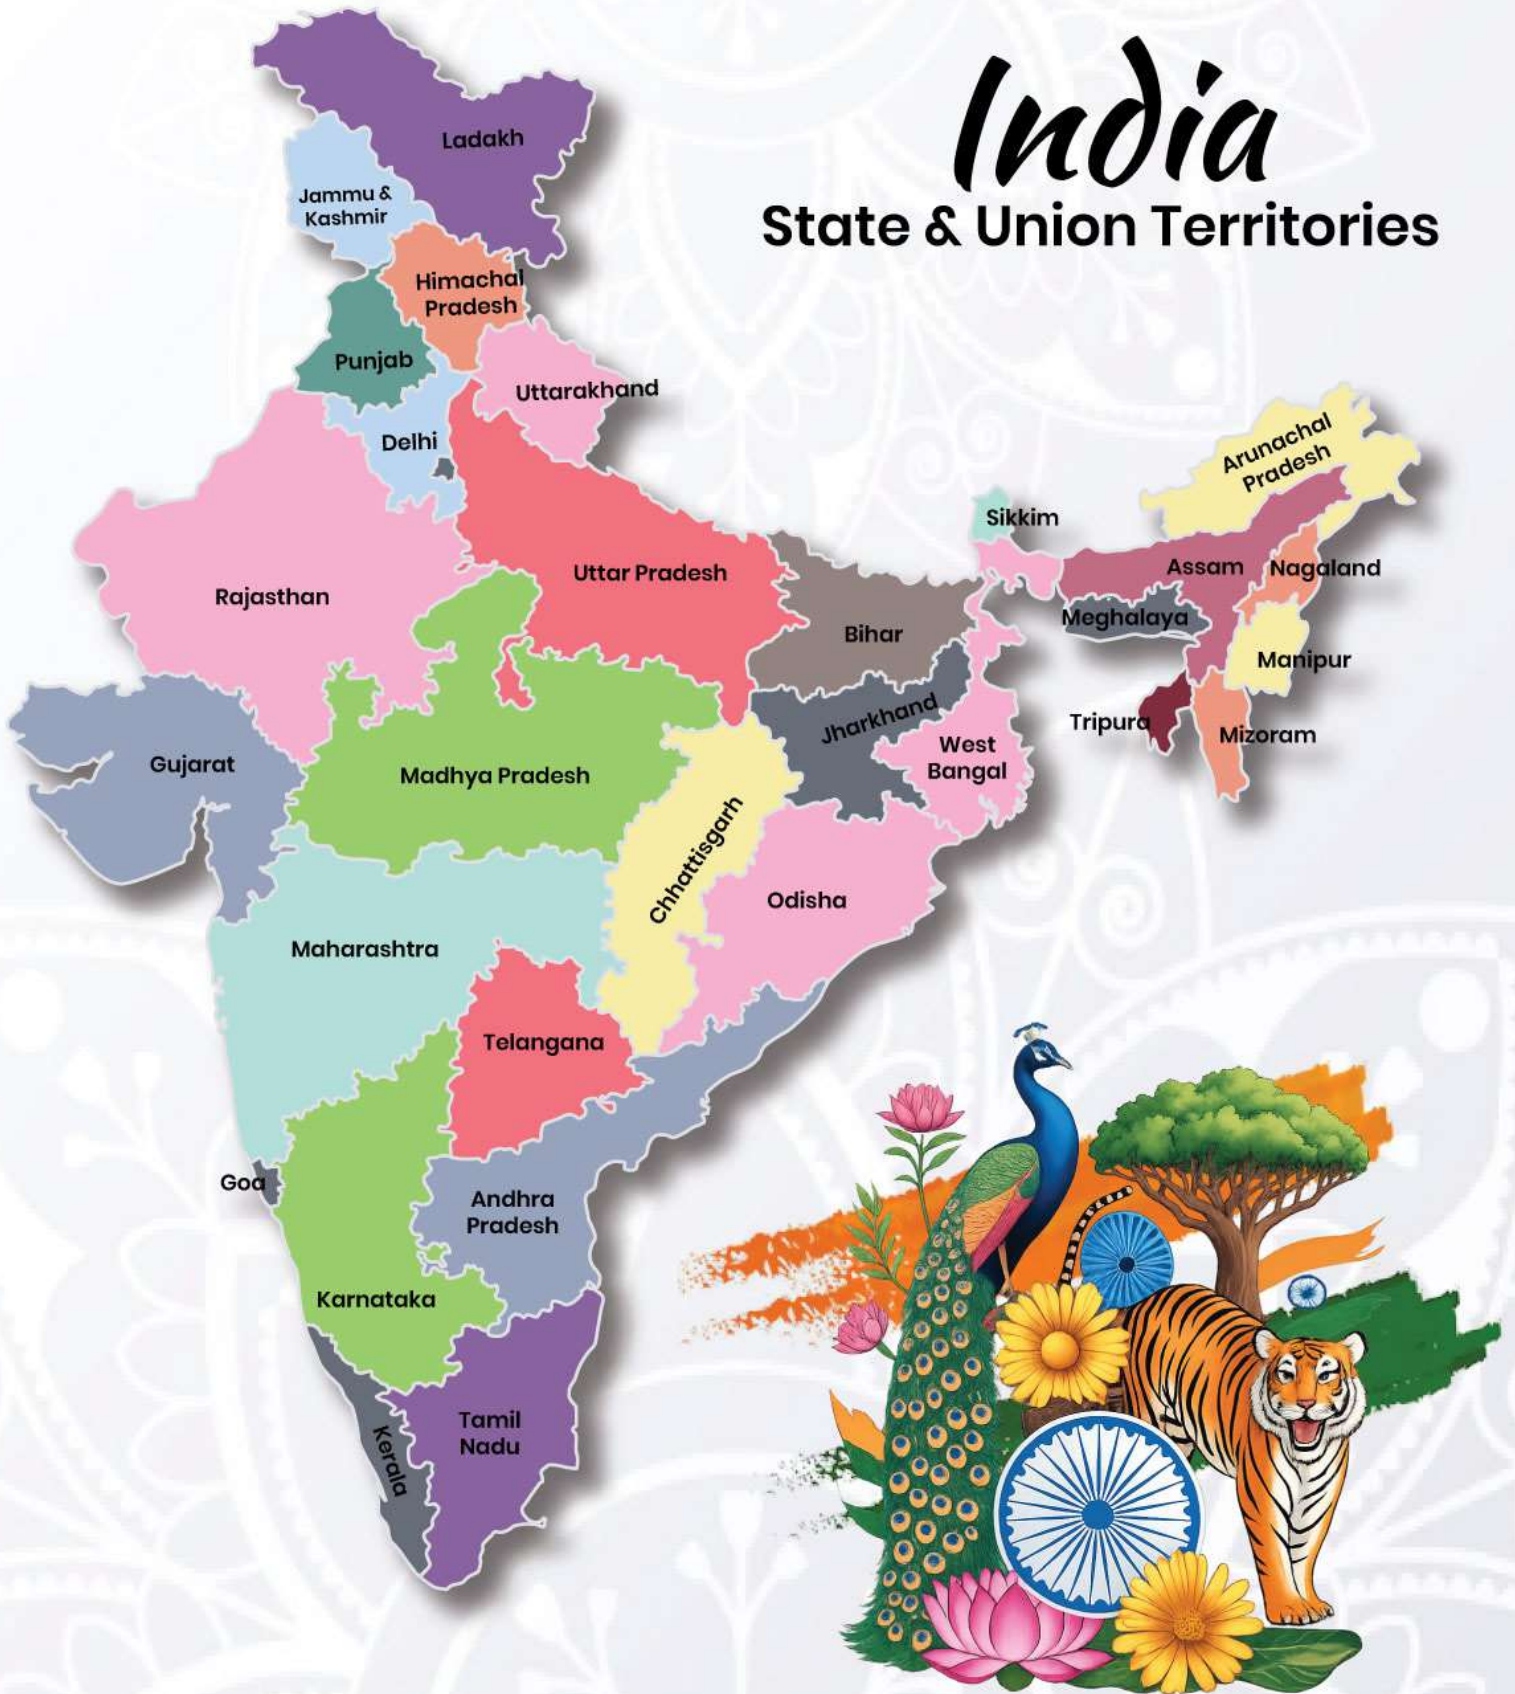 India
State & Union Territories
Ladakh
Jammu &
Kashmir
Himachal
Pradesh
Punjab
Uttarakhand
Delhi
Arunachal
Pradesh
Sikkim
Rajasthan
Uttar Pradesh
Assam
Nagaland
Bihar
Meghalaya
Manipur
Jharkhand
Tripura
Mizoram
West
Bangal
Gujarat
Madhya Pradesh
Chhattisgarh
Odisha
Maharashtra
Telangana
Goa
Andhra
Pradesh
Karnataka
Tamil
Nadu
Kerala